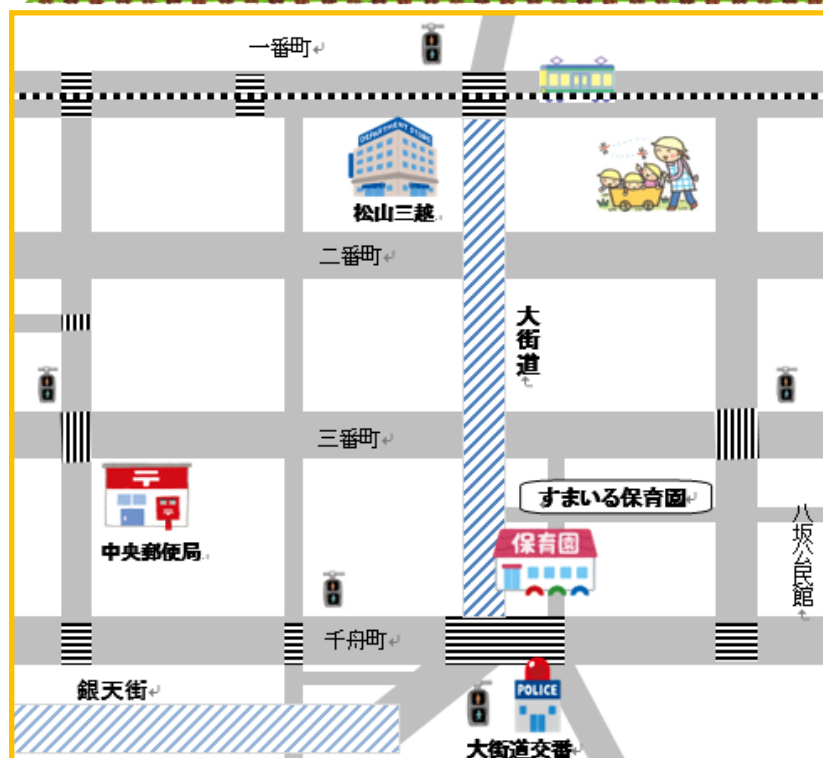 一番町
DEPARTMENT STORE
松山三越
二番町
大街道
三番町
すまいる保育園
中央郵便局
保育園
八坂公民館
千舟町
銀天街
POLICE
大街道交番